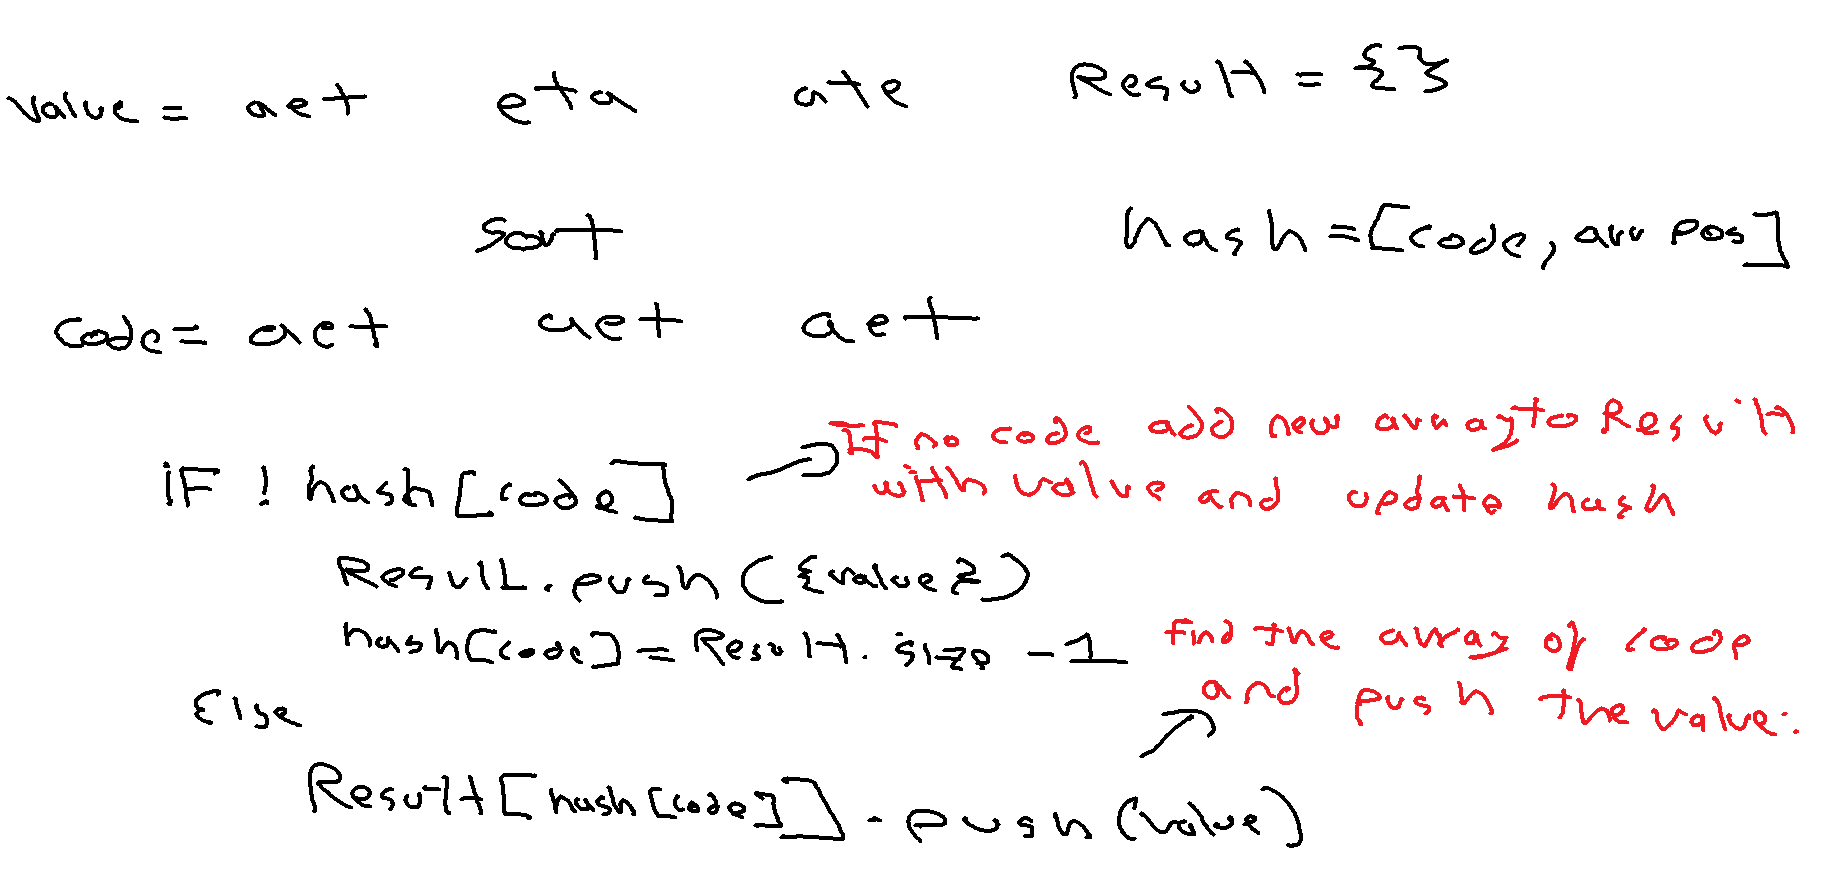 value = aet eta ate Result = {}
sort hash = [code, arr pos]
code = aet aet aet
If no code add new array to Result
with value and update hash
if ! hash [code]
Result.push ({value})
hash[code] = Result.size - 1
find the array of code
and push the value.
Else
Result [hash [code]].push (value)